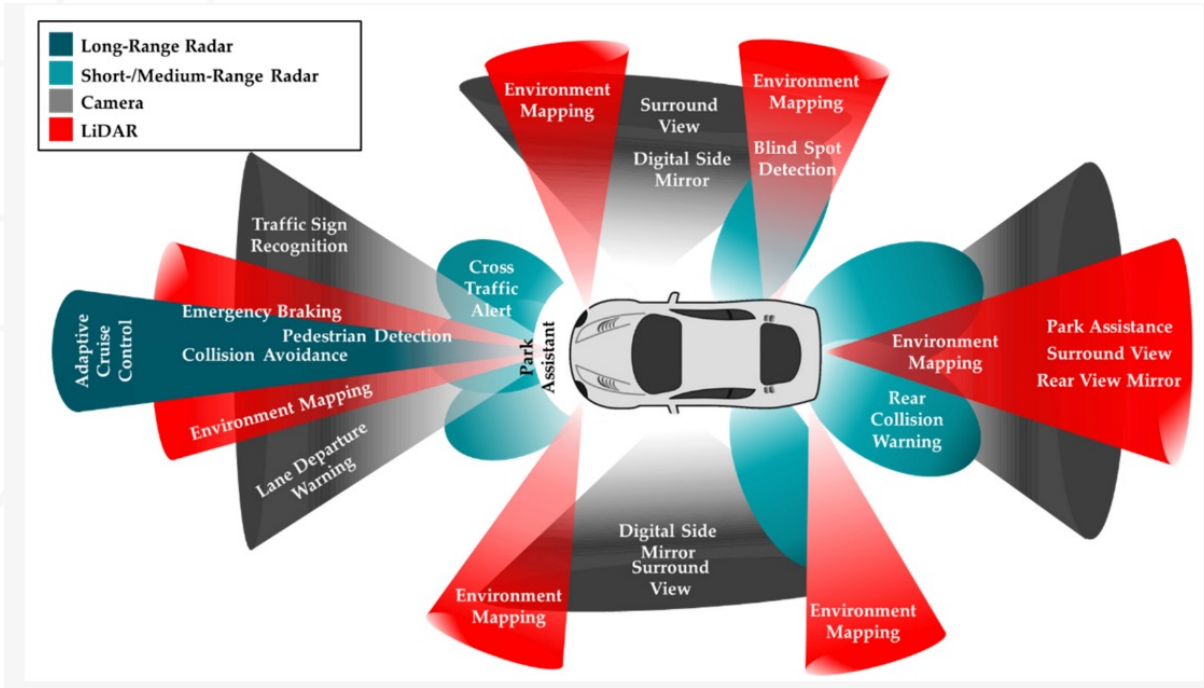 Long-Range Radar
Short-/Medium-Range Radar
Camera
LiDAR
Environment
Mapping
Surround
View
Digital Side
Mirror
Environment
Mapping
Blind Spot
Detection
Traffic Sign
Recognition
Cross
Traffic
Alert
Adaptive
Cruise
Control
Emergency Braking
Pedestrian Detection
Collision Avoidance
Environment Mapping
Lane Departure
Warning
Park
Assistant
Environment
Mapping
Park Assistance
Surround View
Rear View Mirror
Rear
Collision
Warning
Digital Side
Mirror
Surround
View
Environment
Mapping
Environment
Mapping